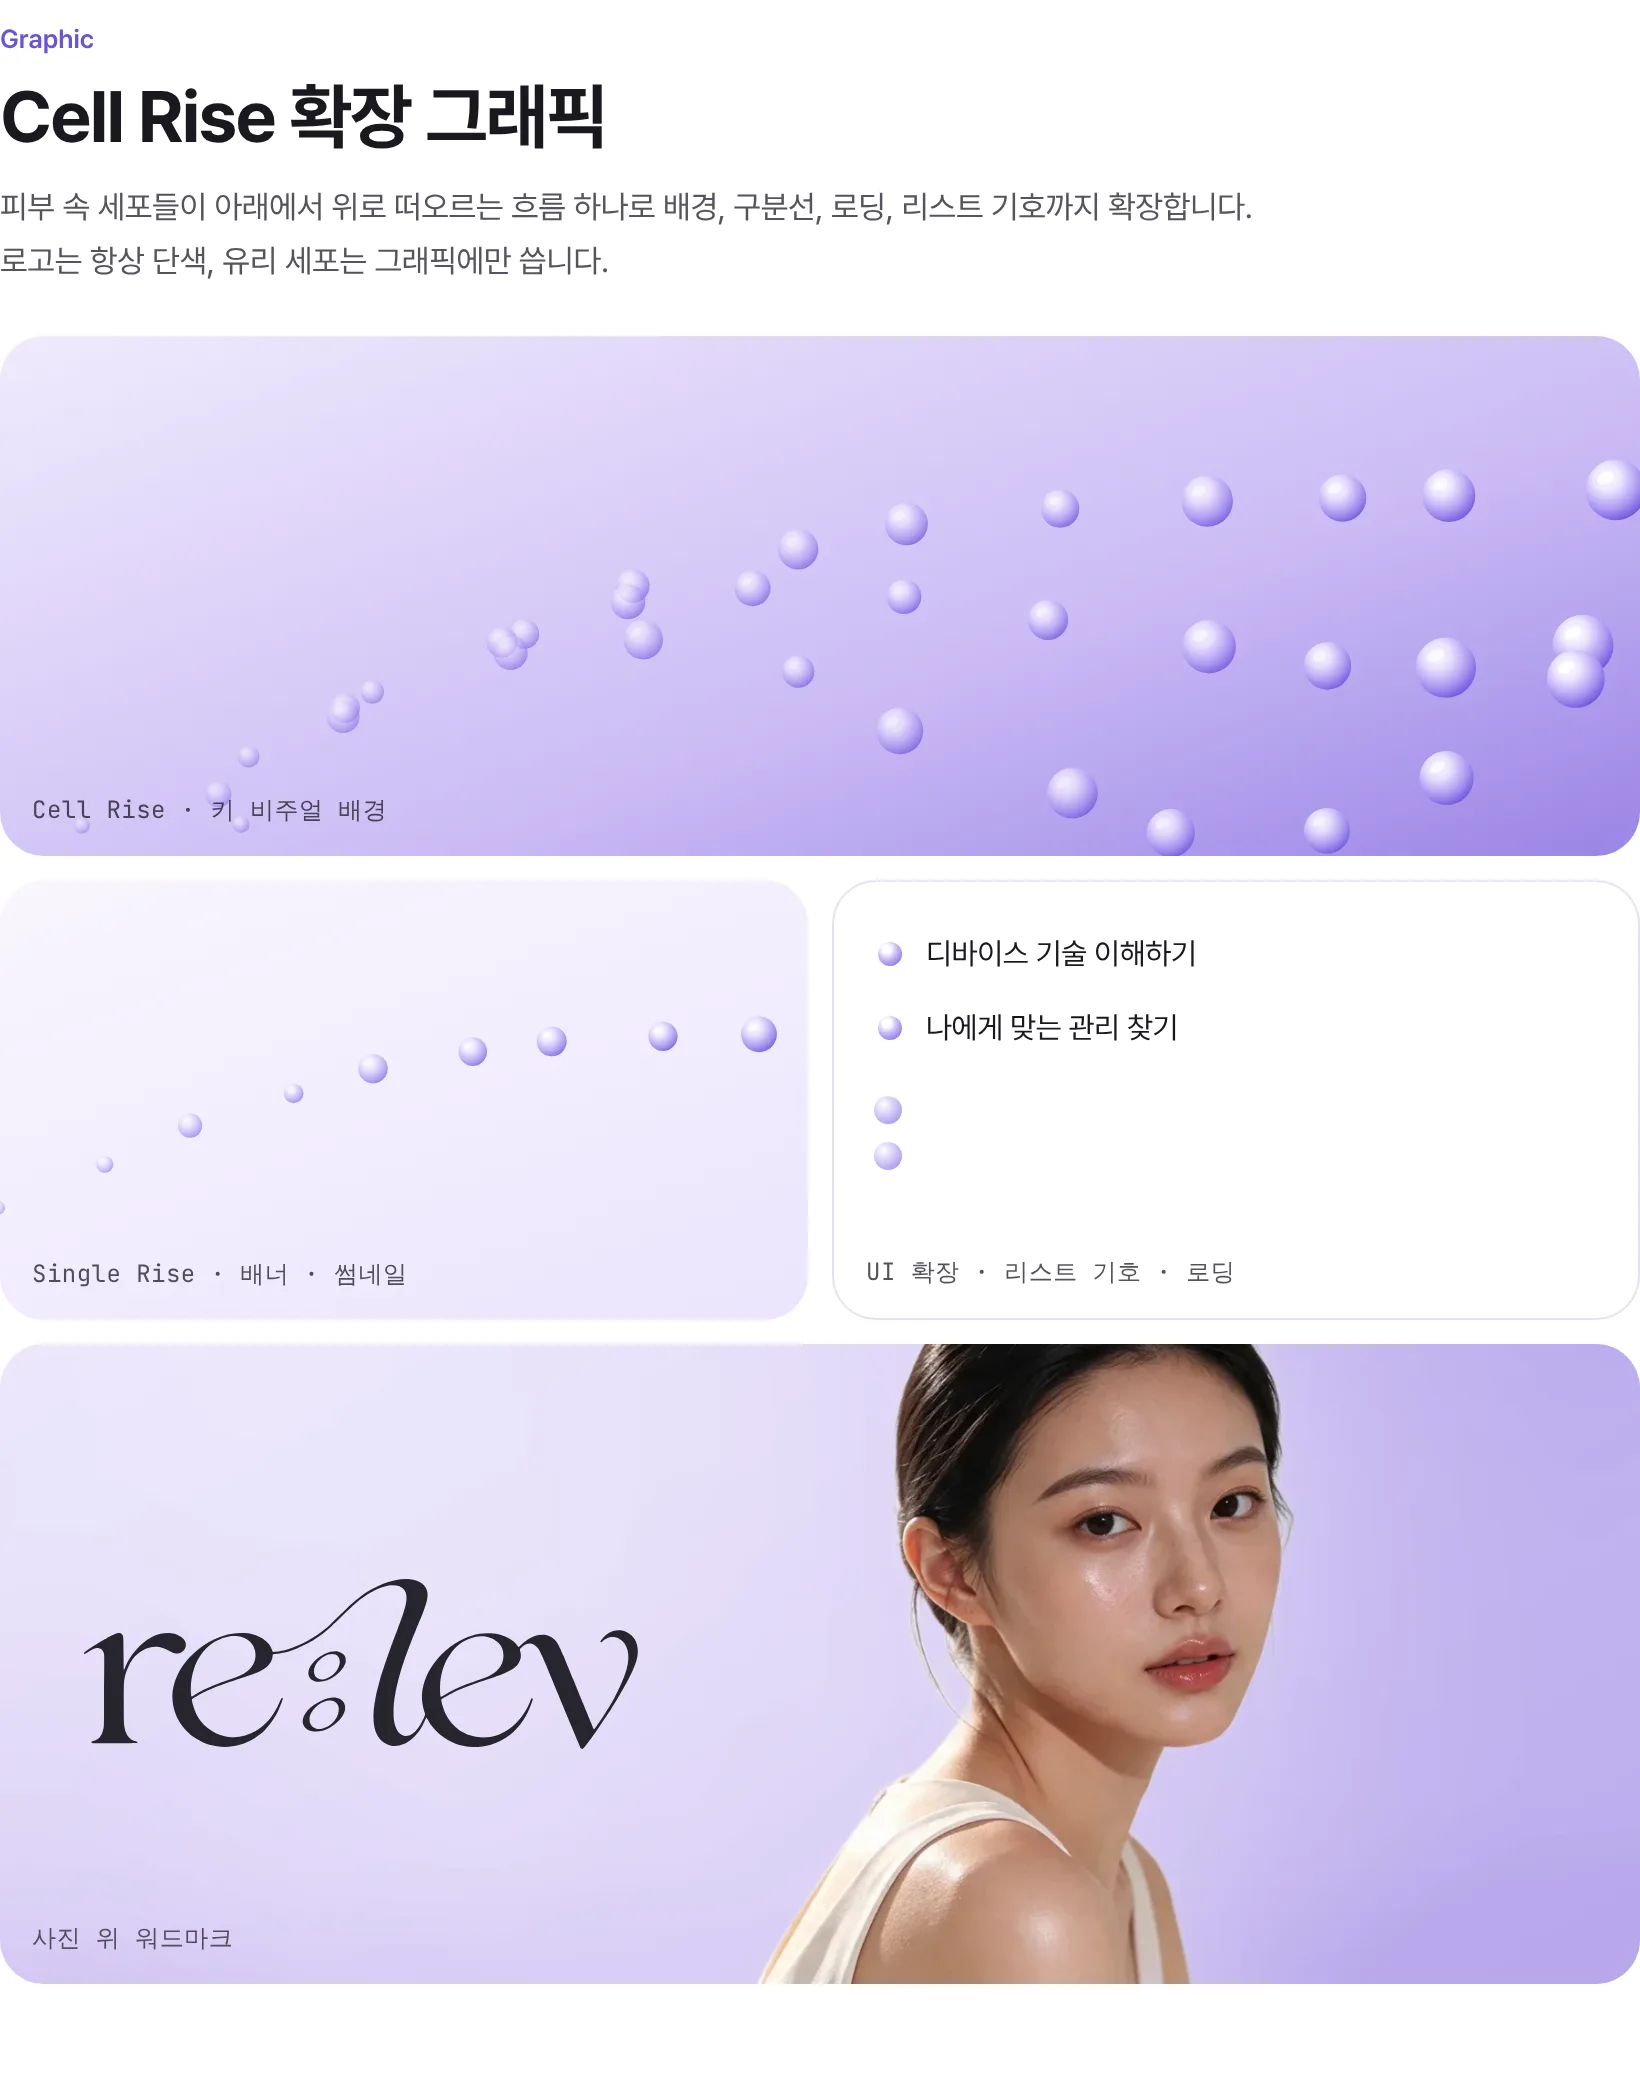 Graphic
Cell Rise 확장 그래픽
피부 속 세포들이 아래에서 위로 떠오르는 흐름 하나로 배경, 구분선, 로딩, 리스트 기호까지 확장합니다.
로고는 항상 단색, 유리 세포는 그래픽에만 씁니다.
Cell Rise · 키 비주얼 배경
디바이스 기술 이해하기
나에게 맞는 관리 찾기
Single Rise · 배너 · 썸네일
UI 확장 · 리스트 기호 · 로딩
re:lev
사진 위 워드마크